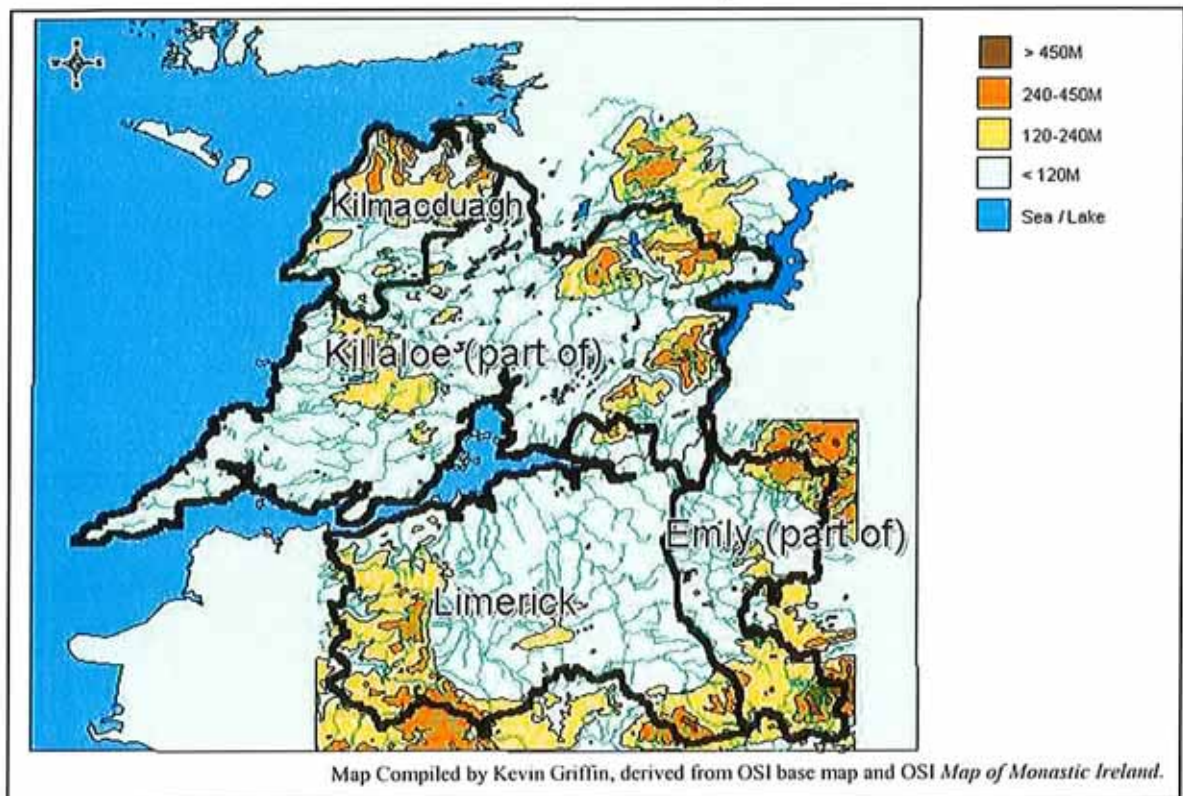 > 450M
240-450M
120-240M
< 120M
Sea / Lake
Kilmacduagh
Killaloe (part of)
Emly (part of)
Limerick
Map Compiled by Kevin Griffin, derived from OSI base map and OSI Map of Monastic Ireland.